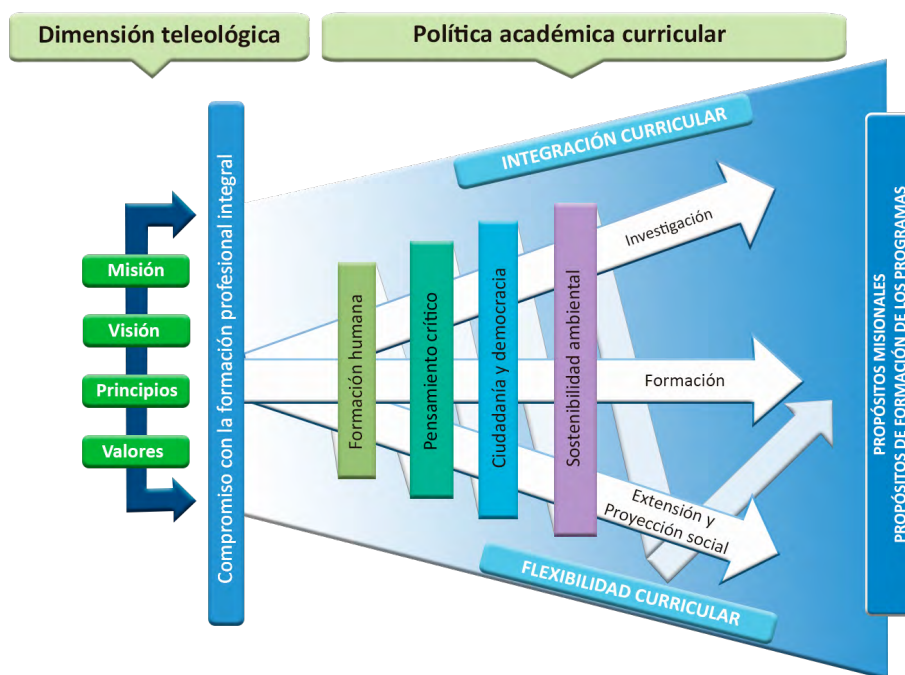 Dimensión teleológica
Política académica curricular
Misión
Visión
Principios
Valores
Compromiso con la formación profesional integral
INTEGRACIÓN CURRICULAR
Formación humana
Pensamiento crítico
Ciudadanía y democracia
Sostenibilidad ambiental
Investigación
Formación
Extensión y
Proyección social
FLEXIBILIDAD CURRICULAR
PROPÓSITOS MISIONALES
PROPÓSITOS DE FORMACIÓN DE LOS PROGRAMAS